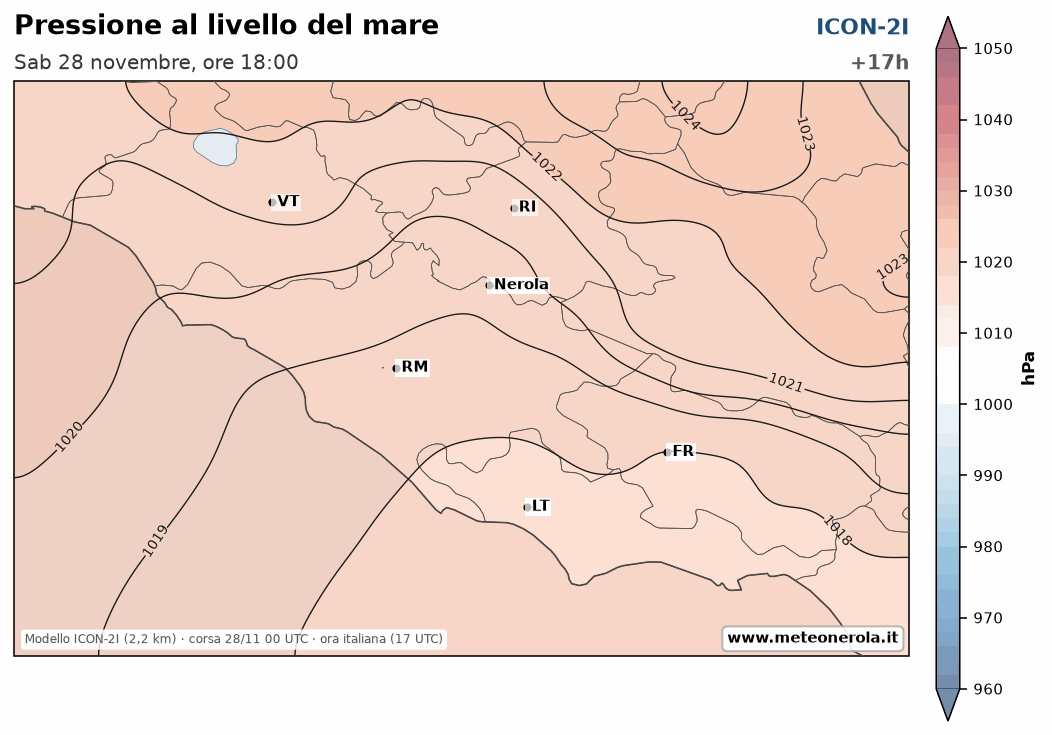 Pressione al livello del mare
ICON-2I
Sab 28 novembre, ore 18:00
+17h
1050
1040
1030
1020
1010
1000
990
980
970
960
hPa
1024
1023
1022
VT
RI
1023
Nerola
RM
1021
1020
FR
LT
1019
1018
Modello ICON-2I (2,2 km) · corsa 28/11 00 UTC · ora italiana (17 UTC)
www.meteonerola.it